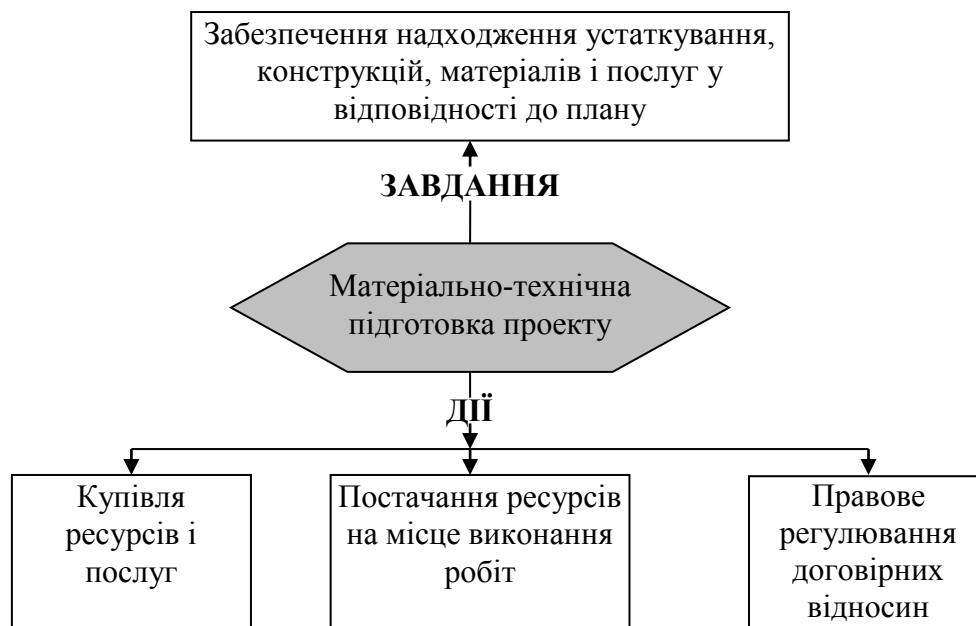 Забезпечення надходження устаткування,
конструкцій, матеріалів і послуг у
відповідності до плану
ЗАВДАННЯ
Матеріально-технічна
підготовка проекту
ДІЇ
Купівля
ресурсів і
послуг
Постачання ресурсів
на місце виконання
робіт
Правове
регулювання
договірних
відносин